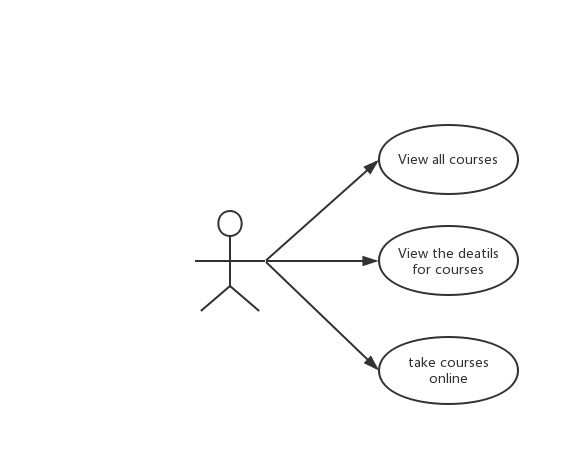 View all courses
View the deatils
for courses
take courses
online